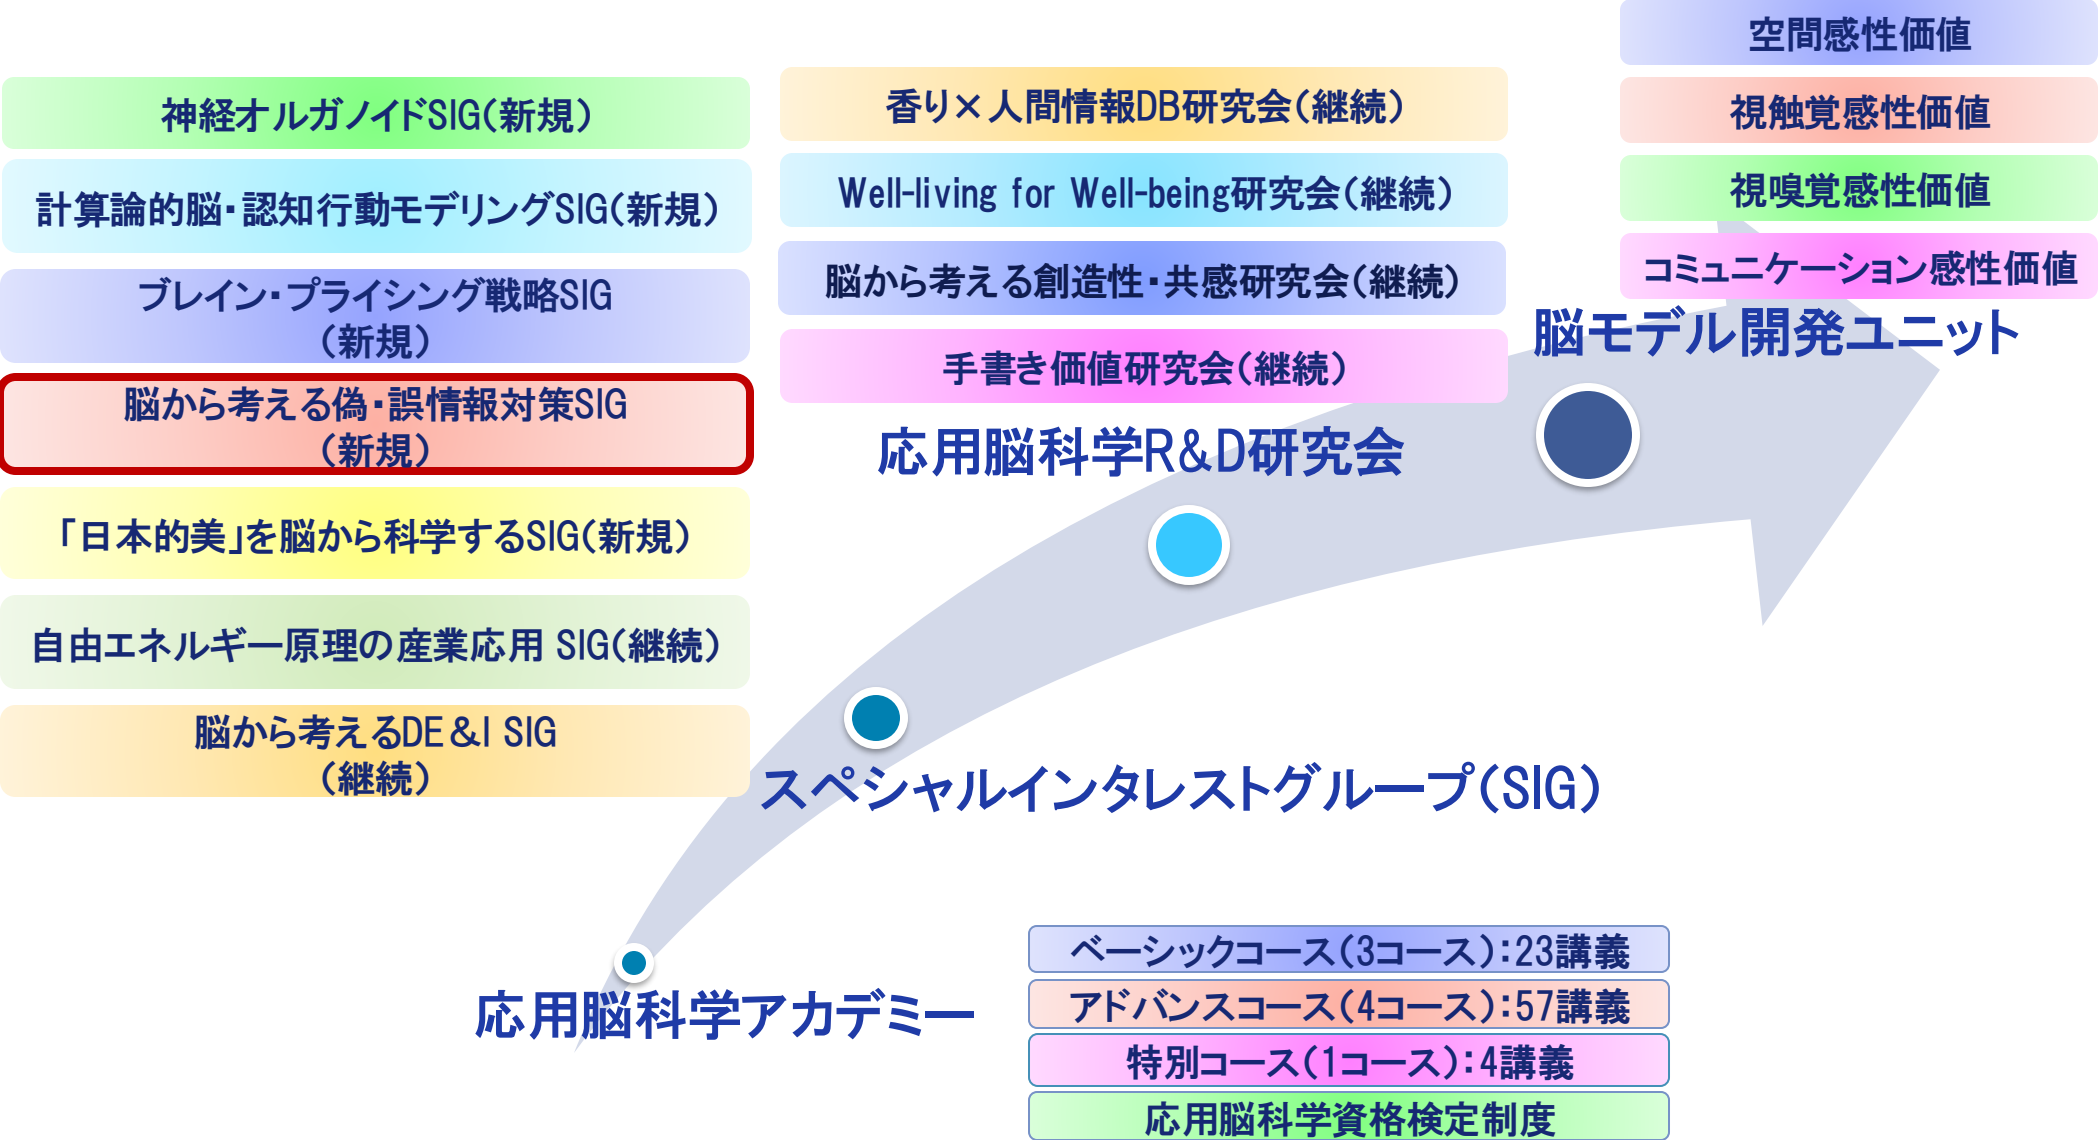 神経オルガノイドSIG(新規)
計算論的脳・認知行動モデリングSIG(新規)
ブレイン・プライシング戦略SIG
(新規)
脳から考える偽・誤情報対策SIG
(新規)
「日本的美」を脳から科学するSIG(新規)
自由エネルギー原理の産業応用 SIG(継続)
脳から考えるDE&I SIG
(継続)
香り×人間情報DB研究会(継続)
Well-living for Well-being研究会(継続)
脳から考える創造性・共感研究会(継続)
手書き価値研究会(継続)
応用脳科学R&D研究会
空間感性価値
視触覚感性価値
視嗅覚感性価値
コミュニケーション感性価値
脳モデル開発ユニット
スペシャルインタレストグループ(SIG)
応用脳科学アカデミー
ベーシックコース(3コース):23講義
アドバンスコース(4コース):57講義
特別コース(1コース):4講義
応用脳科学資格検定制度